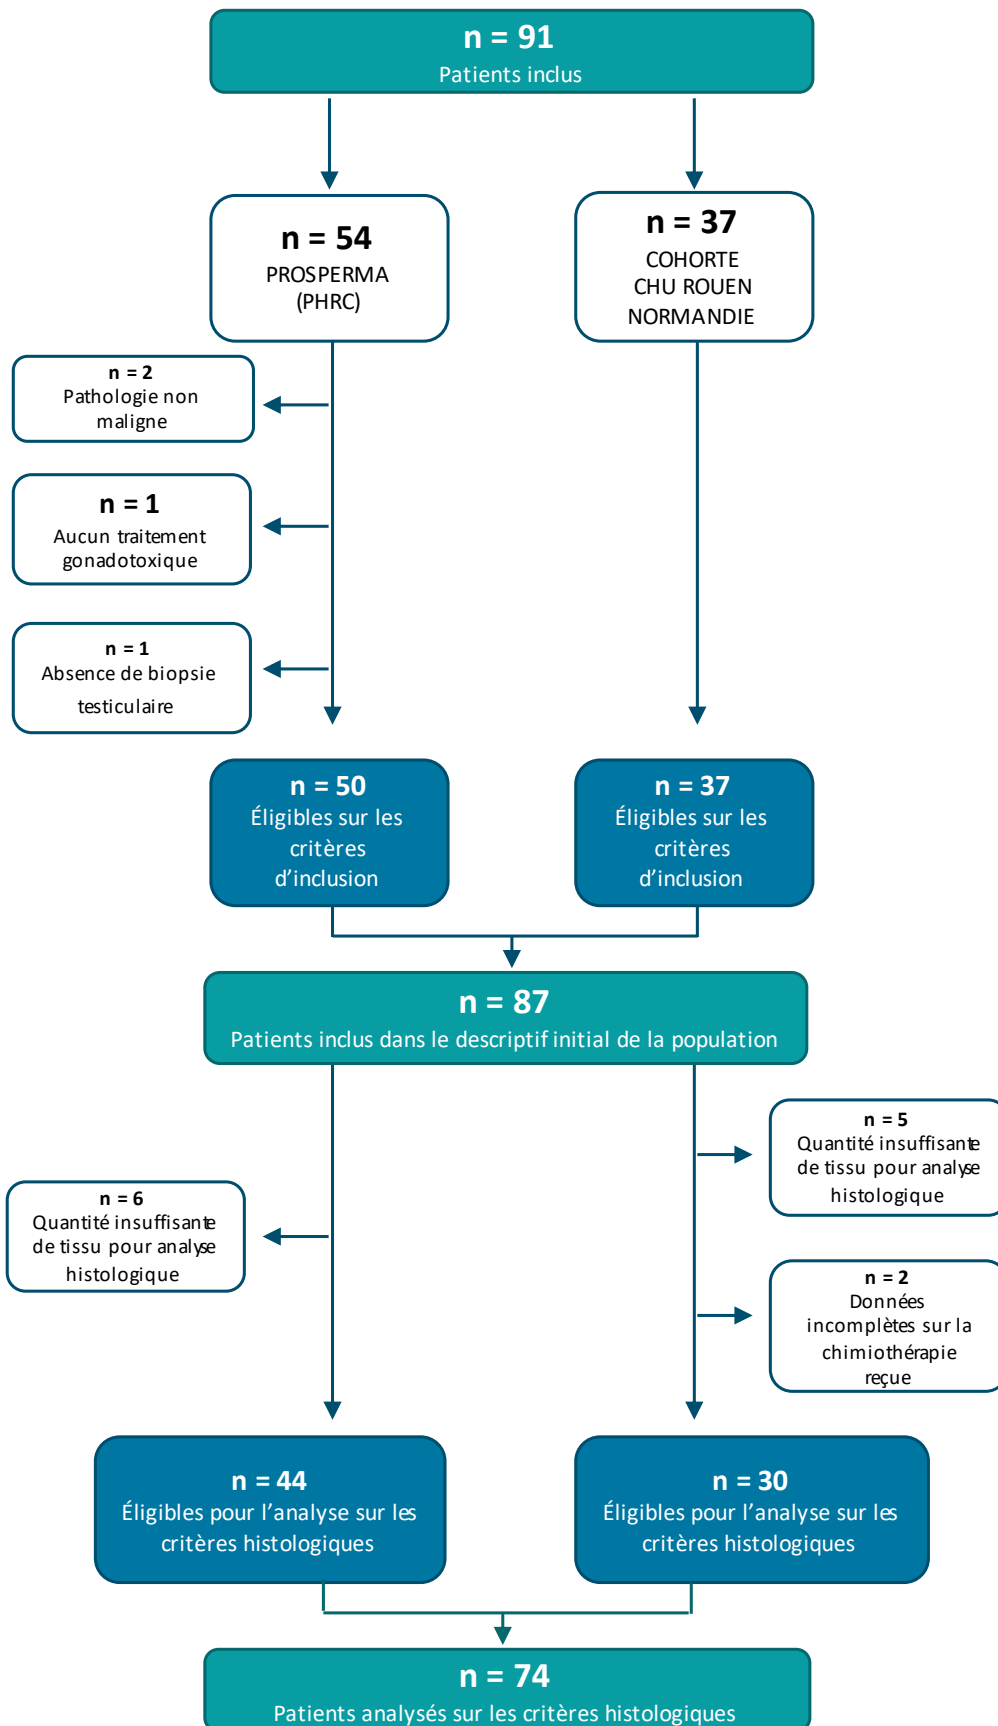 n = 91
Patients inclus
n = 54
PROSPERMA
(PHRC)
n = 37
COHORTE
CHU ROUEN
NORMANDIE
n = 2
Pathologie non
maligne
n = 1
Aucun traitement
gonadotoxique
n = 1
Absence de biopsie
testiculaire
n = 50
Éligibles sur les
critères
d’inclusion
n = 37
Éligibles sur les
critères
d’inclusion
n = 87
Patients inclus dans le descriptif initial de la population
n = 5
Quantité insuffisante
de tissu pour analyse
histologique
n = 6
Quantité insuffisante
de tissu pour analyse
histologique
n = 2
Données
incomplètes sur la
chimiothérapie
reçue
n = 44
Éligibles pour l’analyse sur les
critères histologiques
n = 30
Éligibles pour l’analyse sur les
critères histologiques
n = 74
Patients analysés sur les critères histologiques